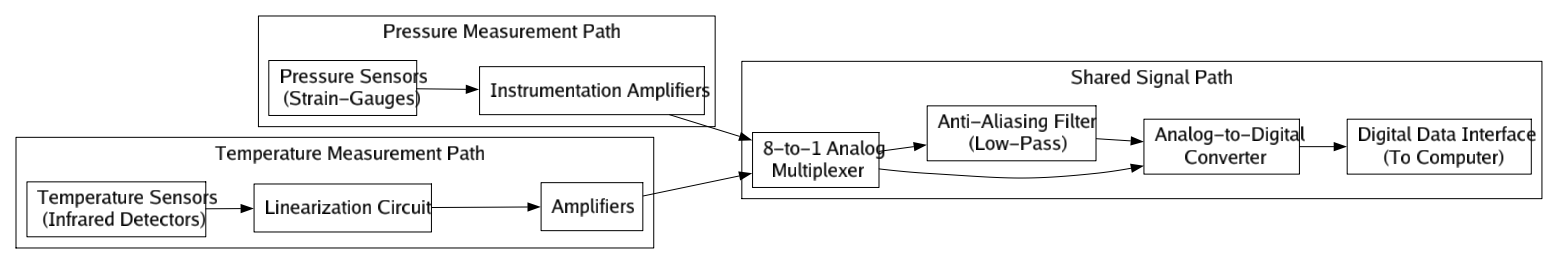 Pressure Measurement Path
Pressure Sensors
(Strain-Gauges)
Instrumentation Amplifiers
Temperature Measurement Path
Temperature Sensors
(Infrared Detectors)
Linearization Circuit
Amplifiers
Shared Signal Path
8-to-1 Analog
Multiplexer
Anti-Aliasing Filter
(Low-Pass)
Analog-to-Digital
Converter
Digital Data Interface
(To Computer)